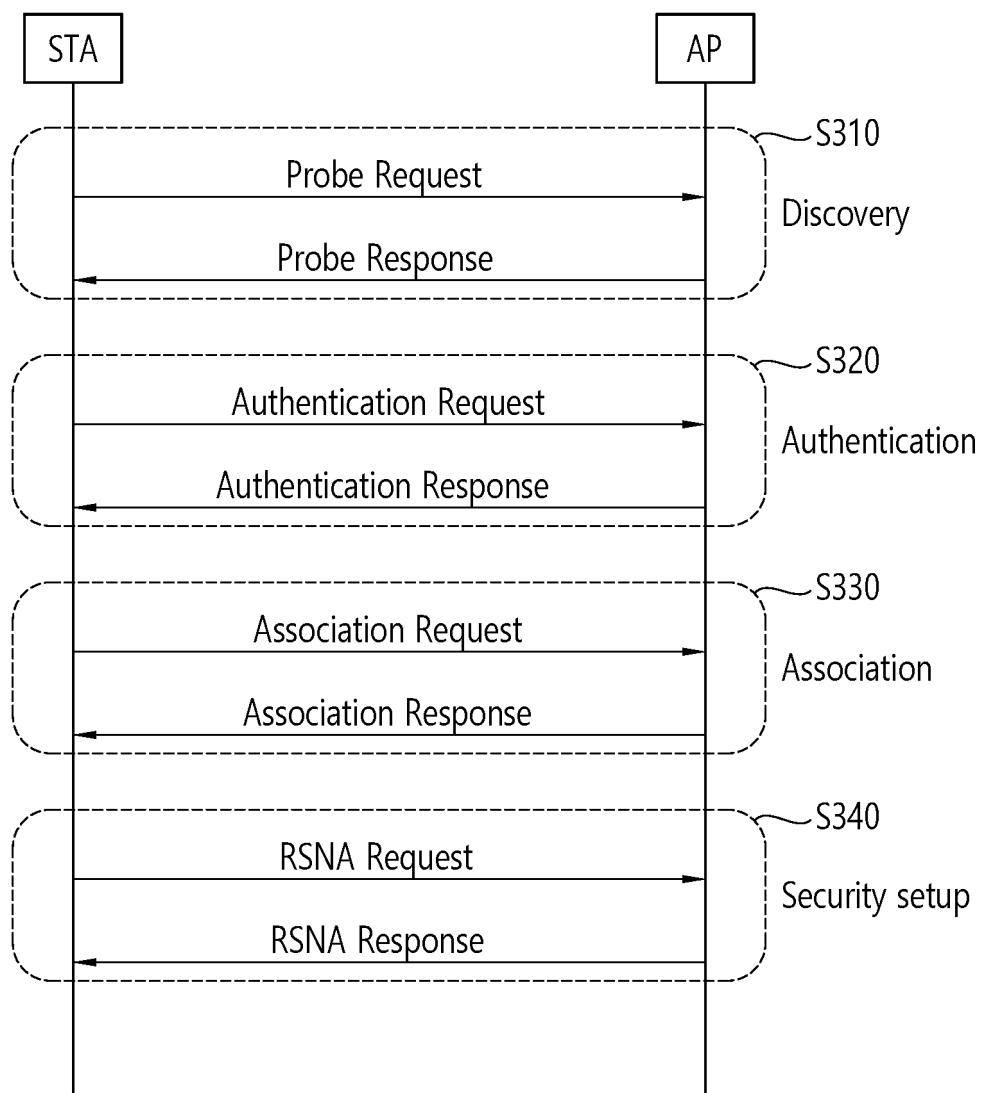 STA
AP
S310
Probe Request
Discovery
Probe Response
S320
Authentication Request
Authentication
Authentication Response
S330
Association Request
Association
Association Response
S340
RSNA Request
Security setup
RSNA Response